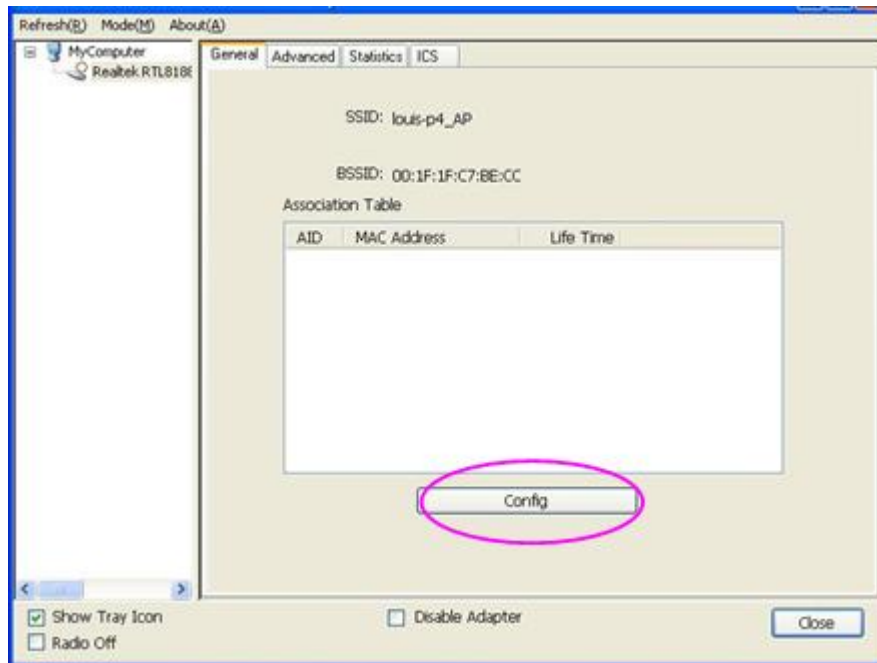 Refresh(R) Mode(M) About(A)
MyComputer
Realtek RTL818
General Advanced Statistics ICS
SSID: louis-p4_AP
BSSID: 00:1F:1F:C7:BE:CC
Association Table
AID MAC Address Life Time
Config
Show Tray Icon
Radio Off
Disable Adapter
Close